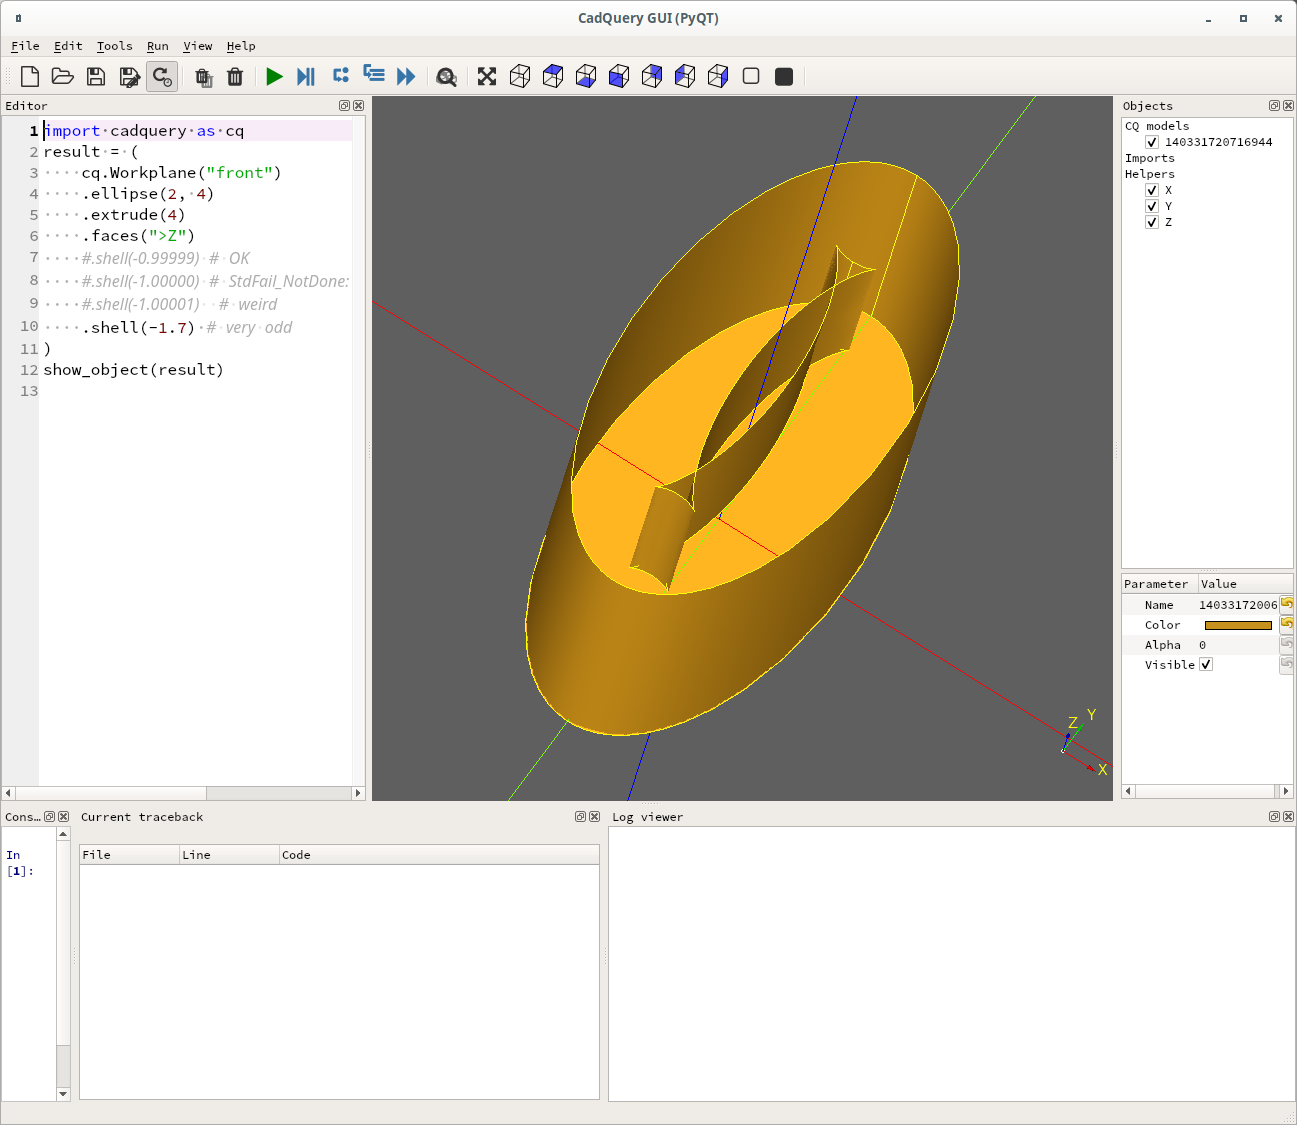 CadQuery GUI (PyQT)
File Edit Tools Run View Help
Editor
1 import cadquery as cq
2 result = (
3     cq.Workplane("front")
4     .ellipse(2, 4)
5     .extrude(4)
6     .faces(">Z")
7     #.shell(-0.99999) # OK
8     #.shell(-1.00000) # StdFail_NotDone:
9     #.shell(-1.00001)  # weird
10     .shell(-1.7) # very odd
11 )
12 show_object(result)
13
Z Y
X
Objects
CQ models
140331720716944
Imports
Helpers
X
Y
Z
Parameter Value
Name 14033172006
Color
Alpha 0
Visible
Cons...
In
[1]:
Current traceback
File Line Code
Log viewer